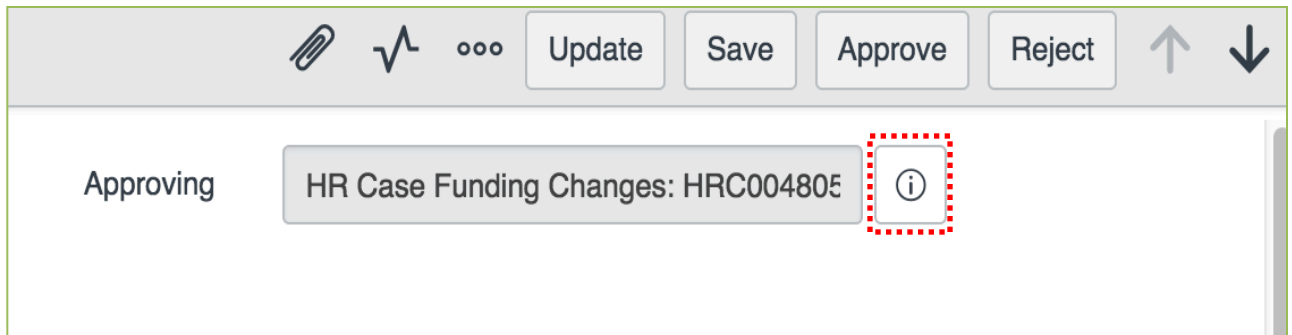 Update Save Approve Reject
Approving HR Case Funding Changes: HRC004805